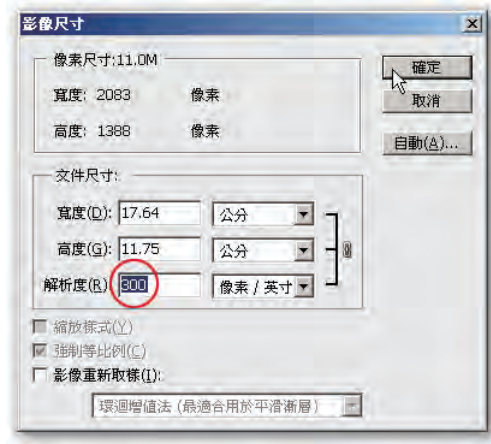 影像尺寸
像素尺寸:11.0M
寬度: 2083 像素
高度: 1388 像素
確定
取消
自動(A)...
文件尺寸:
寬度(D): 17.64 公分
高度(G): 11.75 公分
解析度(R) 300 像素 / 英寸
縮放樣式(Y)
強制等比例(C)
影像重新取樣(I):
環迴增值法 (最適合用於平滑漸層)